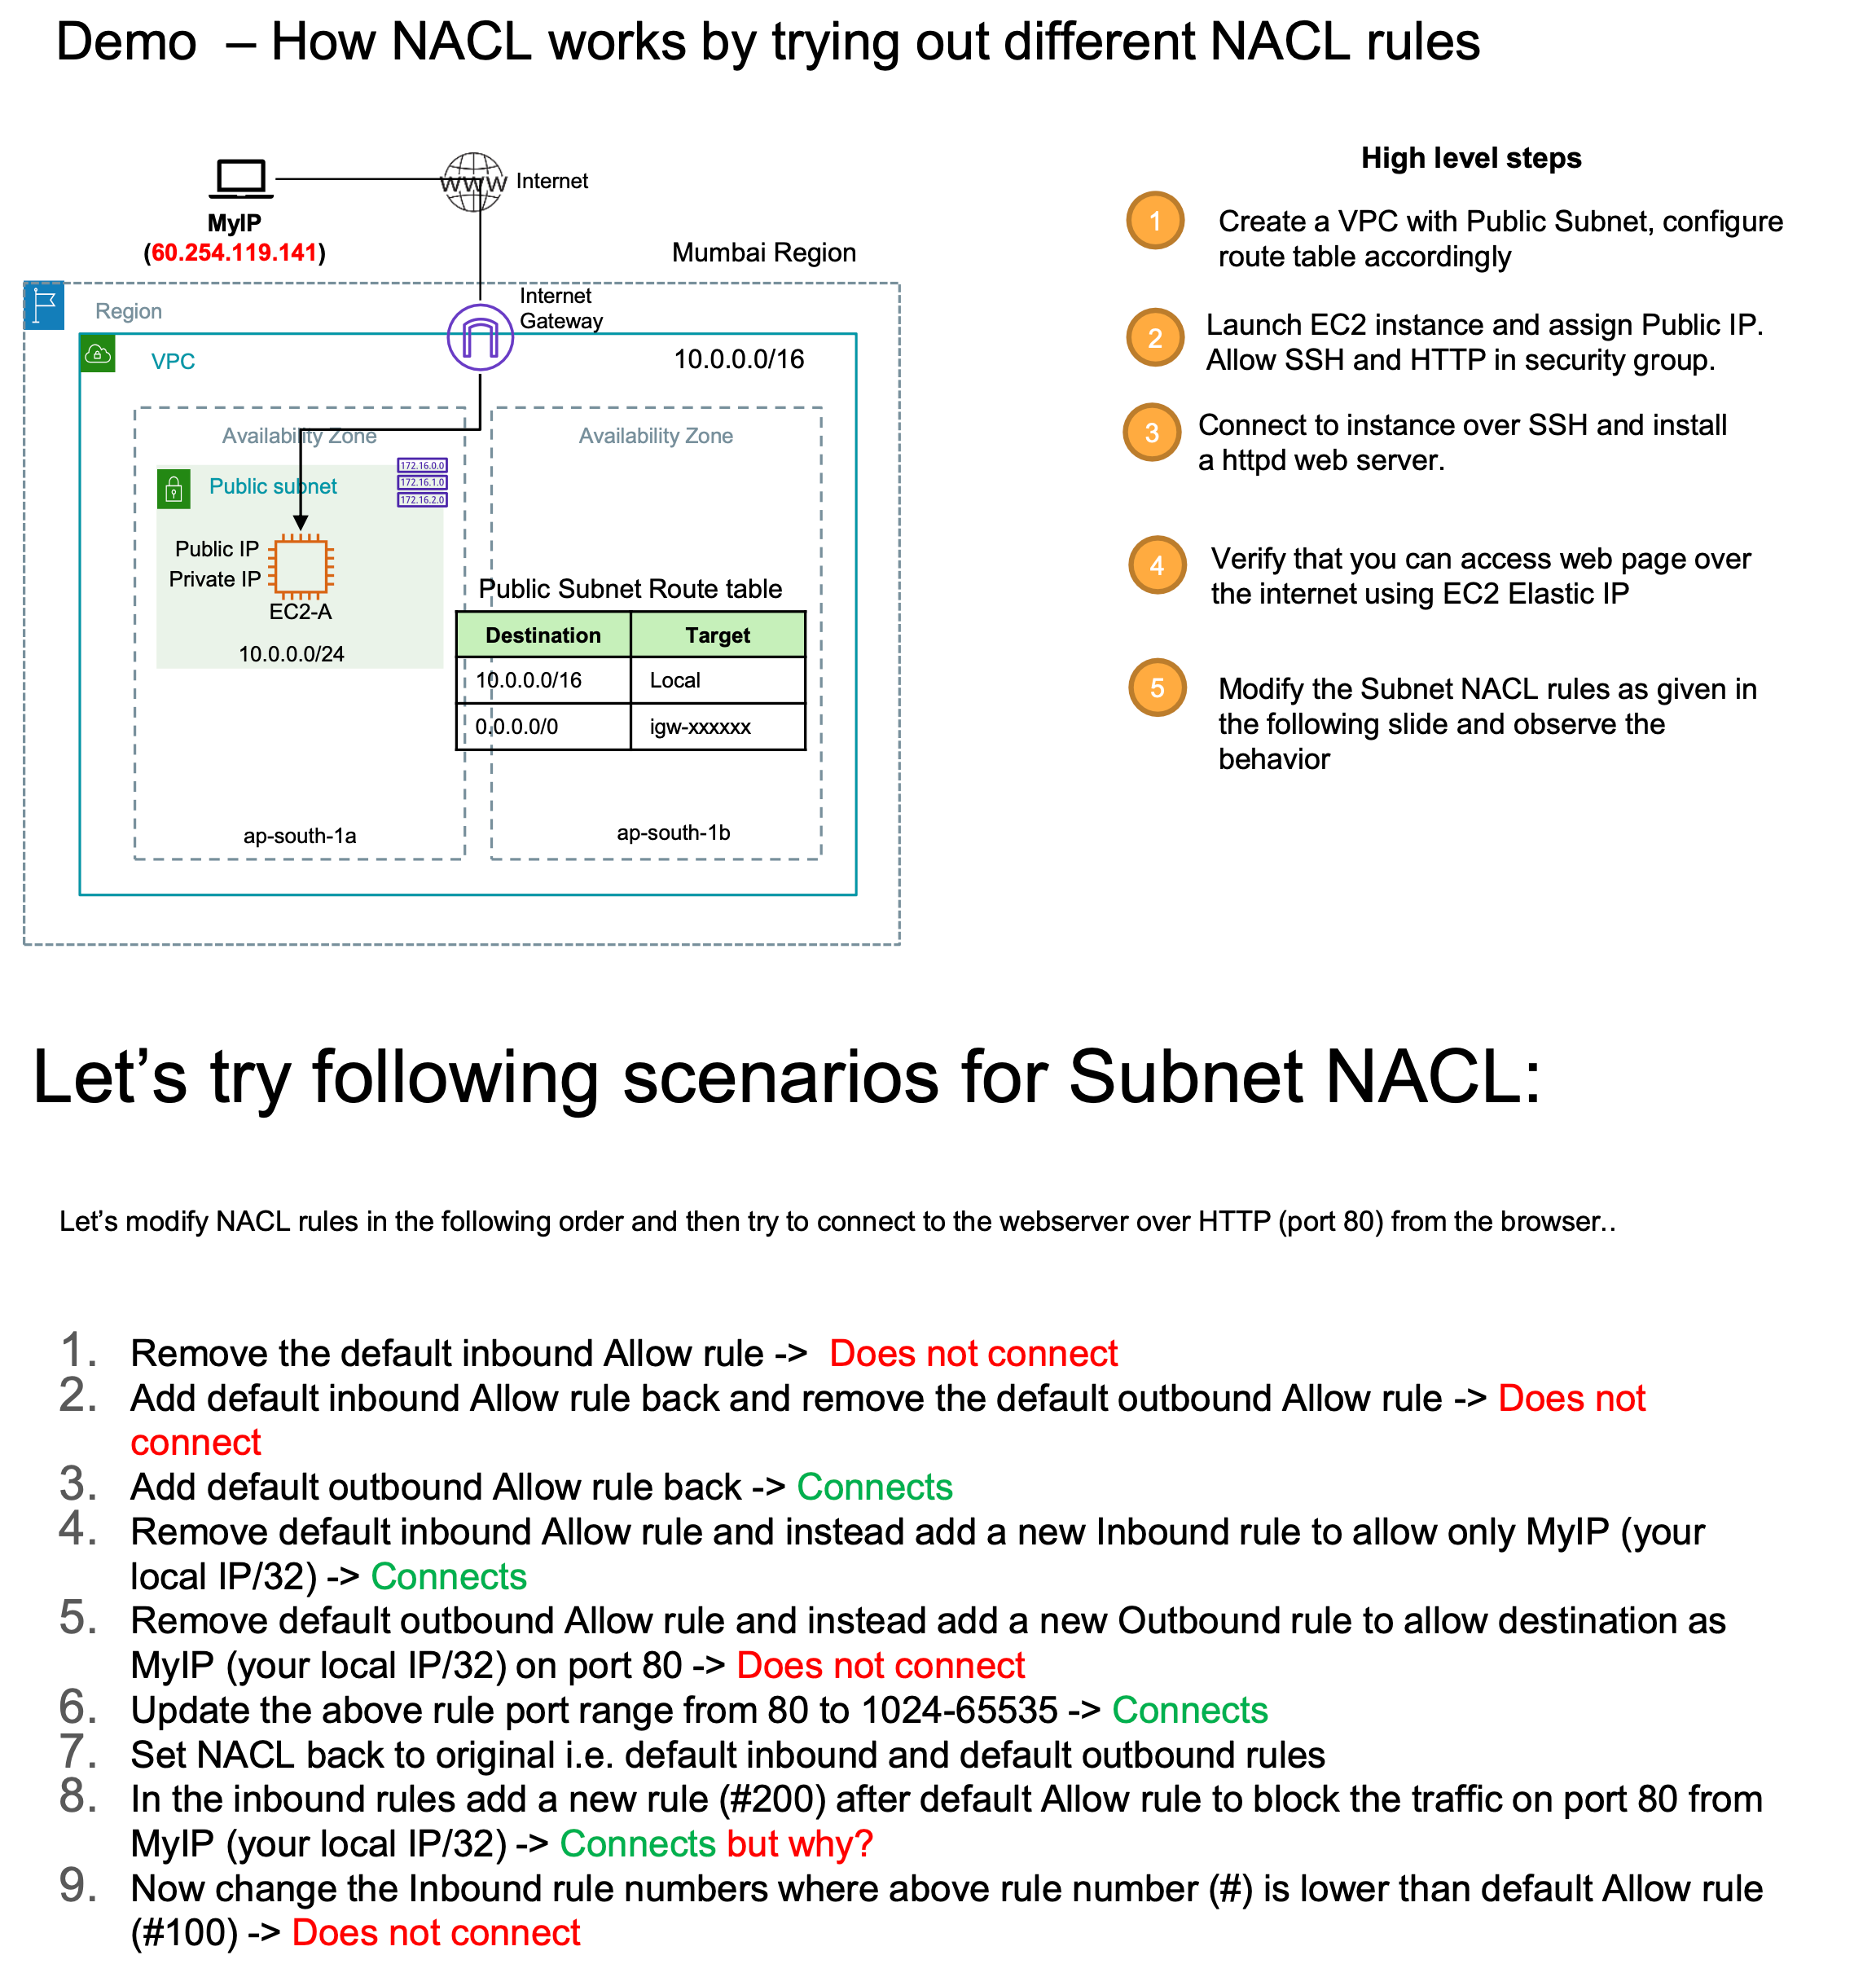 Demo – How NACL works by trying out different NACL rules
WWW
Internet
MyIP
(60.254.119.141)
Mumbai Region
Region
Internet
Gateway
VPC
10.0.0.0/16
Availability Zone
Availability Zone
Public subnet
172.16.0.0
172.16.1.0
172.16.2.0
Public IP
Private IP
EC2-A
10.0.0.0/24
Public Subnet Route table
Destination Target
10.0.0.0/16 Local
0.0.0.0/0 igw-xxxxxx
ap-south-1a
ap-south-1b
High level steps
1 Create a VPC with Public Subnet, configure
route table accordingly
2 Launch EC2 instance and assign Public IP.
Allow SSH and HTTP in security group.
3 Connect to instance over SSH and install
a httpd web server.
4 Verify that you can access web page over
the internet using EC2 Elastic IP
5 Modify the Subnet NACL rules as given in
the following slide and observe the
behavior
Let’s try following scenarios for Subnet NACL:
Let’s modify NACL rules in the following order and then try to connect to the webserver over HTTP (port 80) from the browser..
1. Remove the default inbound Allow rule -> Does not connect
2. Add default inbound Allow rule back and remove the default outbound Allow rule -> Does not
connect
3. Add default outbound Allow rule back -> Connects
4. Remove default inbound Allow rule and instead add a new Inbound rule to allow only MyIP (your
local IP/32) -> Connects
5. Remove default outbound Allow rule and instead add a new Outbound rule to allow destination as
MyIP (your local IP/32) on port 80 -> Does not connect
6. Update the above rule port range from 80 to 1024-65535 -> Connects
7. Set NACL back to original i.e. default inbound and default outbound rules
8. In the inbound rules add a new rule (#200) after default Allow rule to block the traffic on port 80 from
MyIP (your local IP/32) -> Connects but why?
9. Now change the Inbound rule numbers where above rule number (#) is lower than default Allow rule
(#100) -> Does not connect